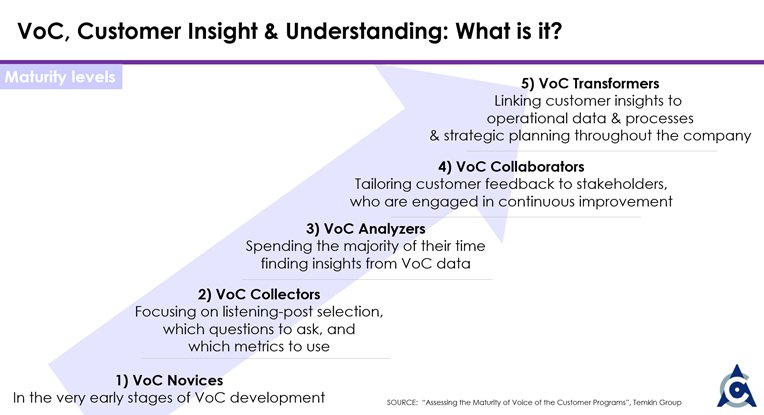 VoC, Customer Insight & Understanding: What is it?
Maturity levels
5) VoC Transformers
Linking customer insights to
operational data & processes
& strategic planning throughout the company
4) VoC Collaborators
Tailoring customer feedback to stakeholders,
who are engaged in continuous improvement
3) VoC Analyzers
Spending the majority of their time
finding insights from VoC data
2) VoC Collectors
Focusing on listening-post selection,
which questions to ask, and
which metrics to use
1) VoC Novices
In the very early stages of VoC development
SOURCE: “Assessing the Maturity of Voice of the Customer Programs”, Temkin Group